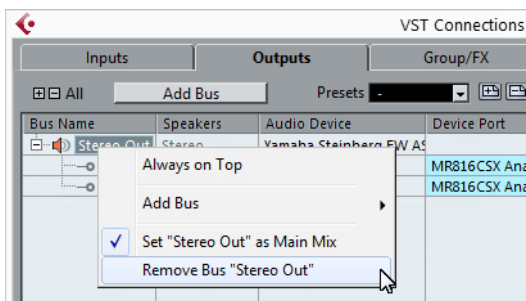 VST Connections
Inputs Outputs Group/FX
All Add Bus Presets -
Bus Name Speakers Audio Device Device Port
Stereo Out Stereo Yamaha Steinberg FW AS
Always on Top MR816CSX Ana
MR816CSX Ana
Add Bus
Set "Stereo Out" as Main Mix
Remove Bus "Stereo Out"